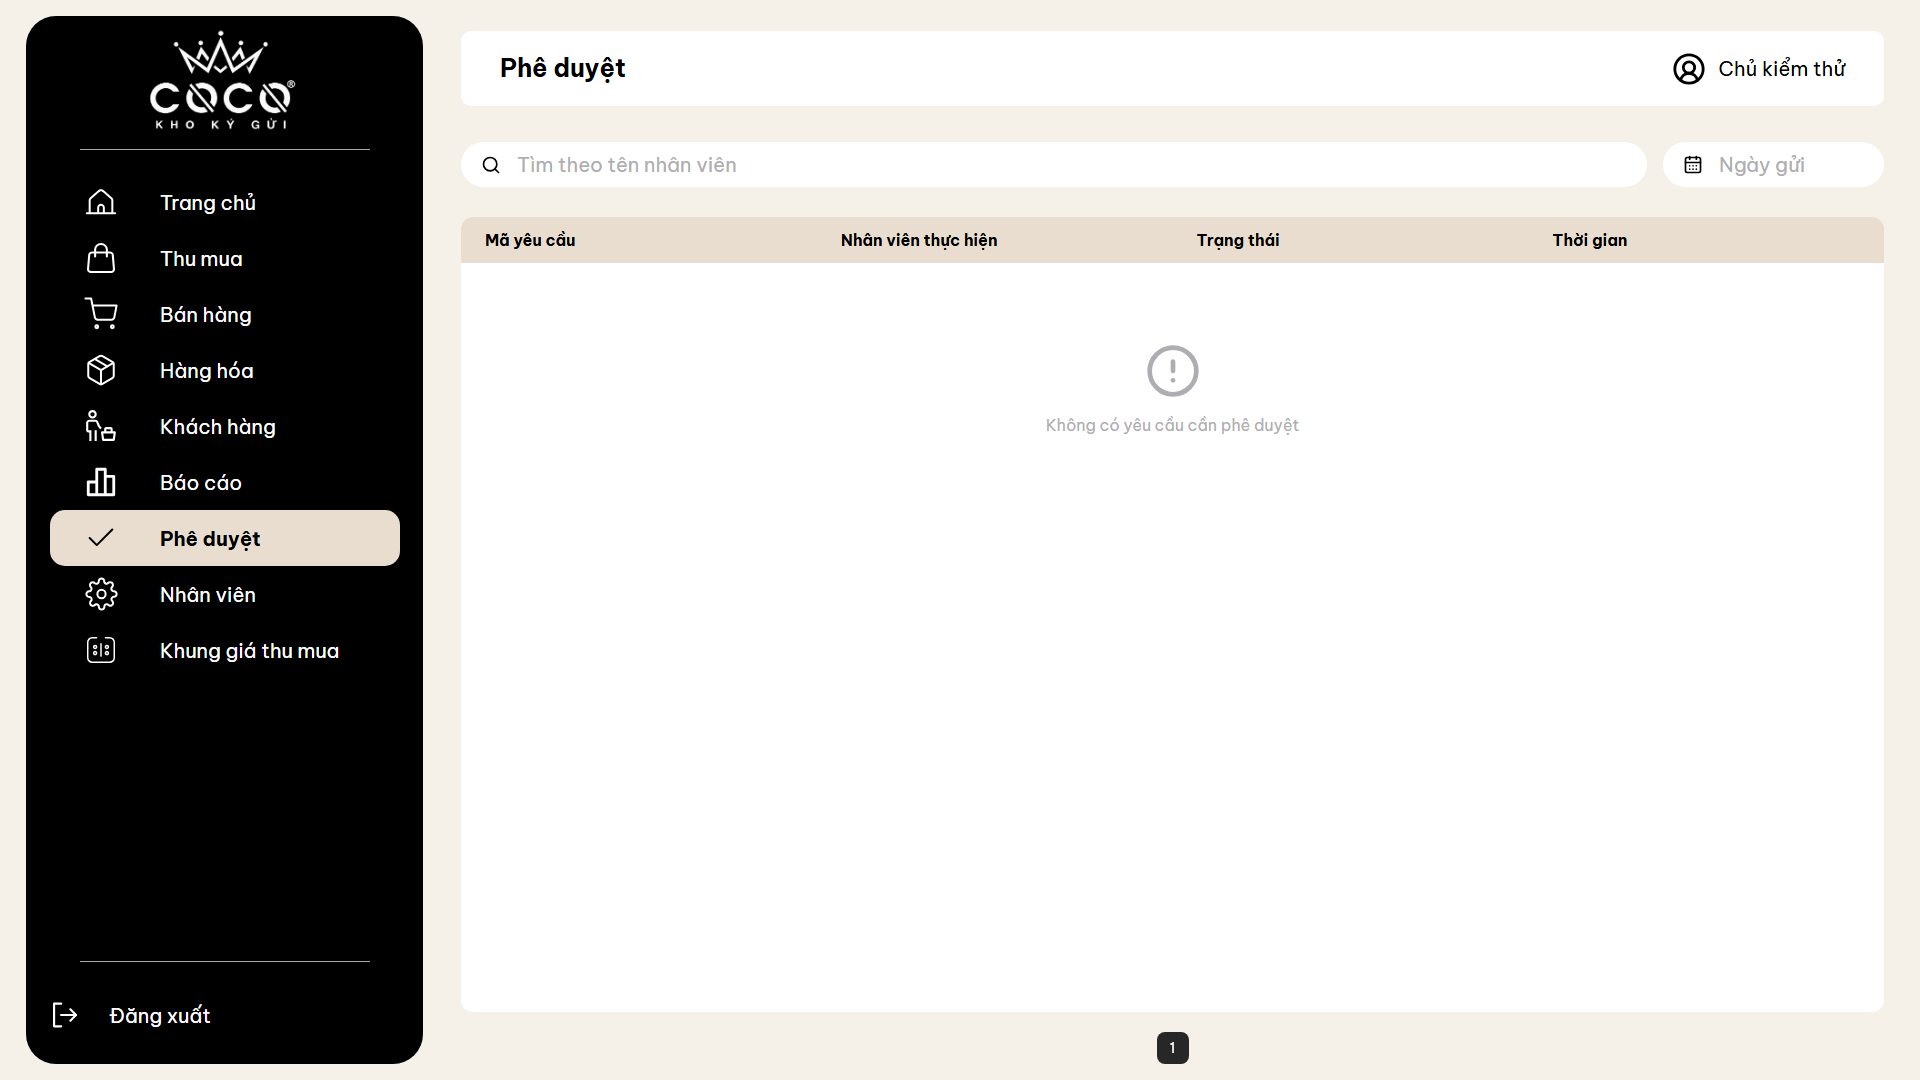 COCO®
KHO KÝ GỬI
Trang chủ
Thu mua
Bán hàng
Hàng hóa
Khách hàng
Báo cáo
Phê duyệt
Nhân viên
Khung giá thu mua
Đăng xuất
Phê duyệt
Chủ kiểm thử
Tìm theo tên nhân viên
Ngày gửi
Mã yêu cầu Nhân viên thực hiện Trạng thái Thời gian
Không có yêu cầu cần phê duyệt
1